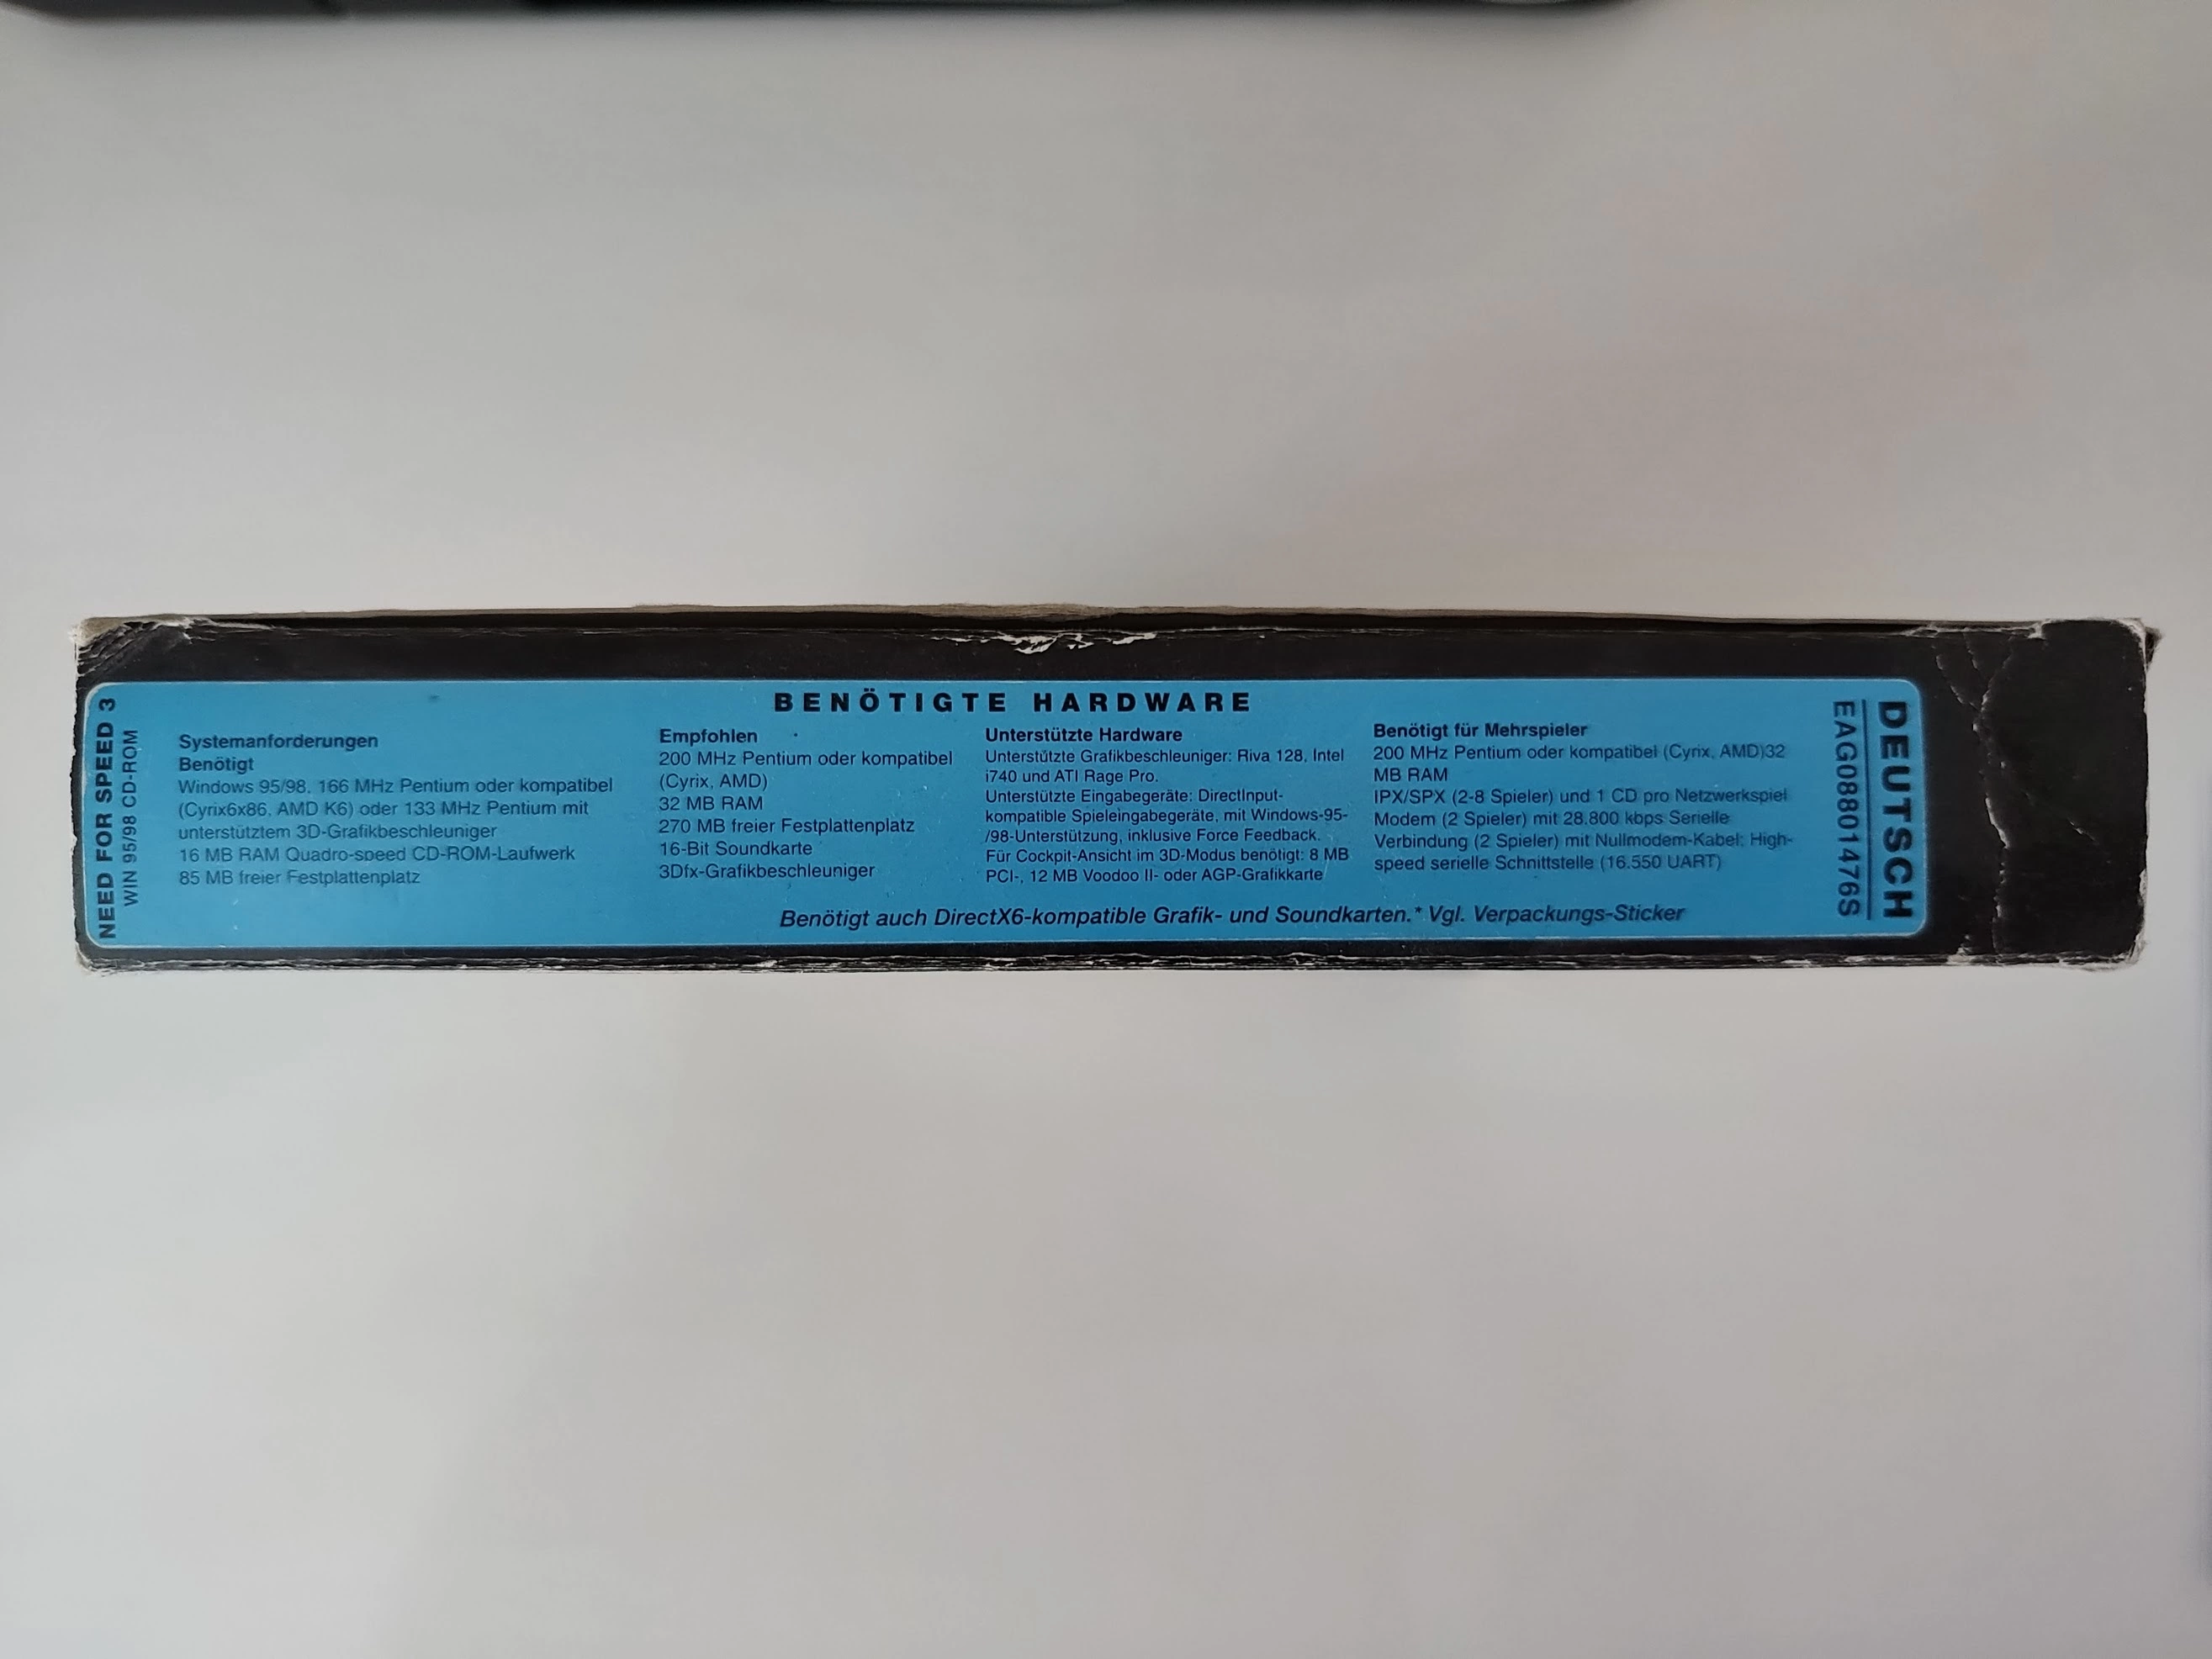 NEED FOR SPEED 3
WIN 95/98 CD-ROM
BENÖTIGTE HARDWARE
Systemanforderungen
Benötigt
Windows 95/98, 166 MHz Pentium oder kompatibel
(Cyrix6x86, AMD K6) oder 133 MHz Pentium mit
unterstütztem 3D-Grafikbeschleuniger
16 MB RAM Quadro-speed CD-ROM-Laufwerk
85 MB freier Festplattenplatz
Empfohlen
200 MHz Pentium oder kompatibel
(Cyrix, AMD)
32 MB RAM
270 MB freier Festplattenplatz
16-Bit Soundkarte
3Dfx-Grafikbeschleuniger
Unterstützte Hardware
Unterstützte Grafikbeschleuniger: Riva 128, Intel
i740 und ATI Rage Pro.
Unterstützte Eingabegeräte: DirectInput-
kompatible Spieleingabegeräte, mit Windows-95-
/98-Unterstützung, inklusive Force Feedback.
Für Cockpit-Ansicht im 3D-Modus benötigt: 8 MB
PCI-, 12 MB Voodoo II- oder AGP-Grafikkarte
Benötigt für Mehrspieler
200 MHz Pentium oder kompatibel (Cyrix, AMD)32
MB RAM
IPX/SPX (2-8 Spieler) und 1 CD pro Netzwerkspiel
Modem (2 Spieler) mit 28.800 kbps Serielle
Verbindung (2 Spieler) mit Nullmodem-Kabel: High-
speed serielle Schnittstelle (16.550 UART)
Benötigt auch DirectX6-kompatible Grafik- und Soundkarten.* Vgl. Verpackungs-Sticker
DEUTSCH
EAG08801476S